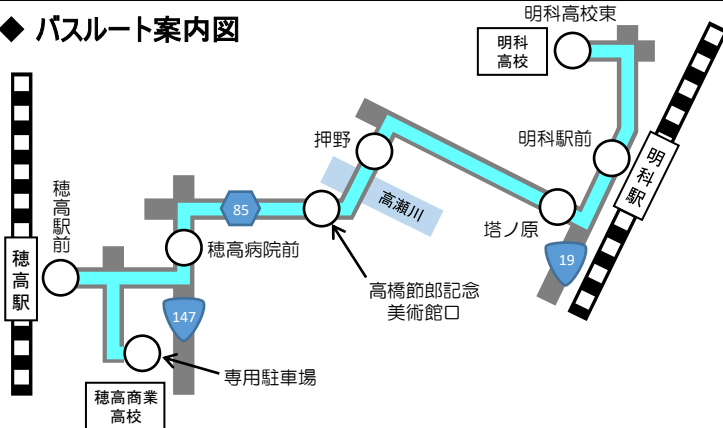 ◆ バスルート案内図
明科高校東
明科
高校
押野
明科駅前
明科駅
穂高駅前
85
高瀬川
塔ノ原
穂高病院前
穂高駅
19
高橋節郎記念
美術館口
147
専用駐車場
穂高商業
高校